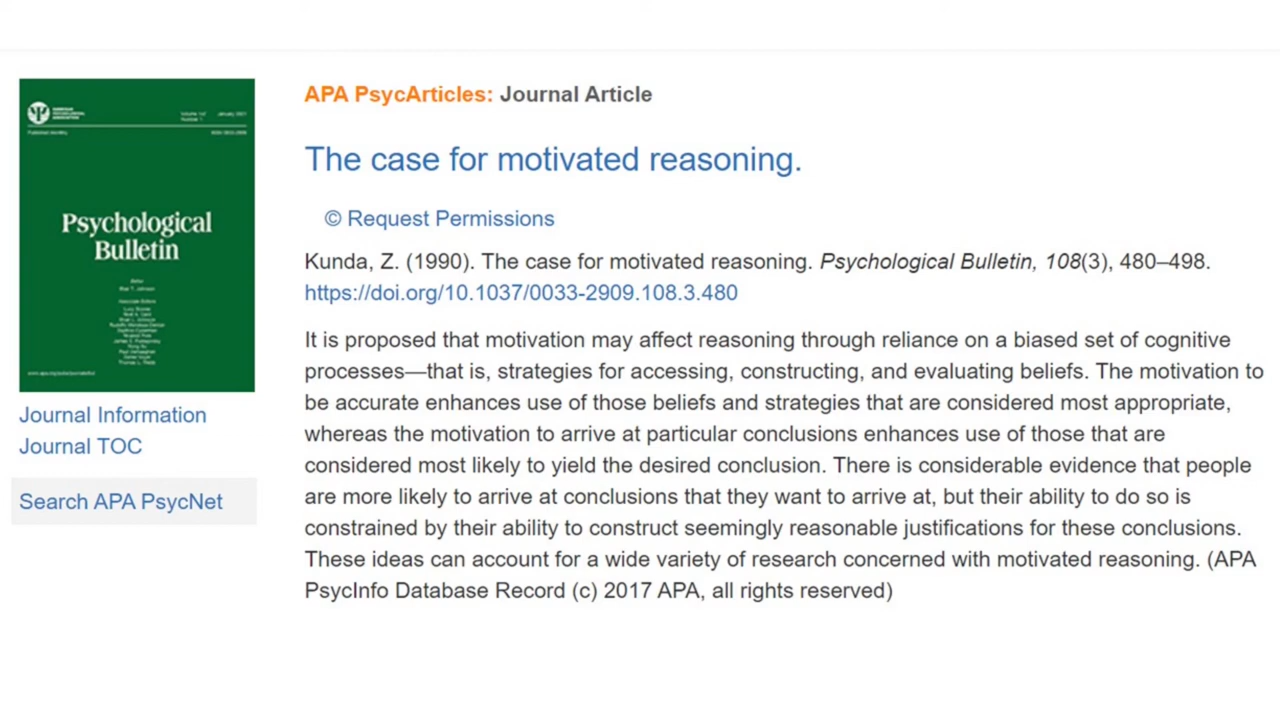 APA PsycArticles: Journal Article
The case for motivated reasoning.
© Request Permissions
Kunda, Z. (1990). The case for motivated reasoning. Psychological Bulletin, 108(3), 480–498.
https://doi.org/10.1037/0033-2909.108.3.480
It is proposed that motivation may affect reasoning through reliance on a biased set of cognitive
processes—that is, strategies for accessing, constructing, and evaluating beliefs. The motivation to
be accurate enhances use of those beliefs and strategies that are considered most appropriate,
whereas the motivation to arrive at particular conclusions enhances use of those that are
considered most likely to yield the desired conclusion. There is considerable evidence that people
are more likely to arrive at conclusions that they want to arrive at, but their ability to do so is
constrained by their ability to construct seemingly reasonable justifications for these conclusions.
These ideas can account for a wide variety of research concerned with motivated reasoning. (APA
PsycInfo Database Record (c) 2017 APA, all rights reserved)
Psychological
Bulletin
Journal Information
Journal TOC
Search APA PsycNet